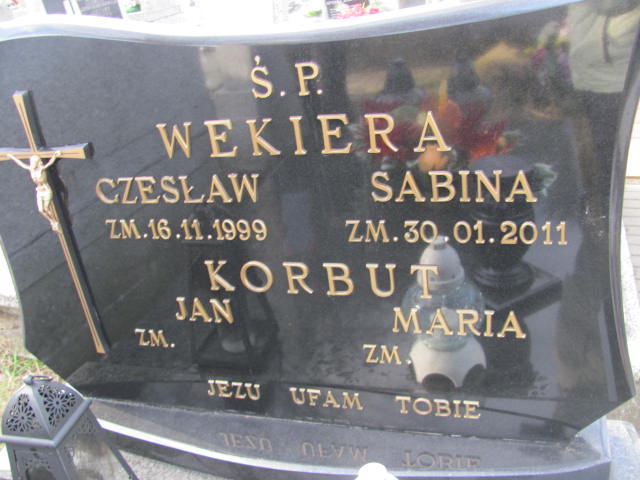 Ś.P.
WEKIERA
CZESŁAW SABINA
ZM.16.11.1999 ZM.30.01.2011
KORBUT
JAN MARIA
ZM. ZM.
JEZU UFAM TOBIE